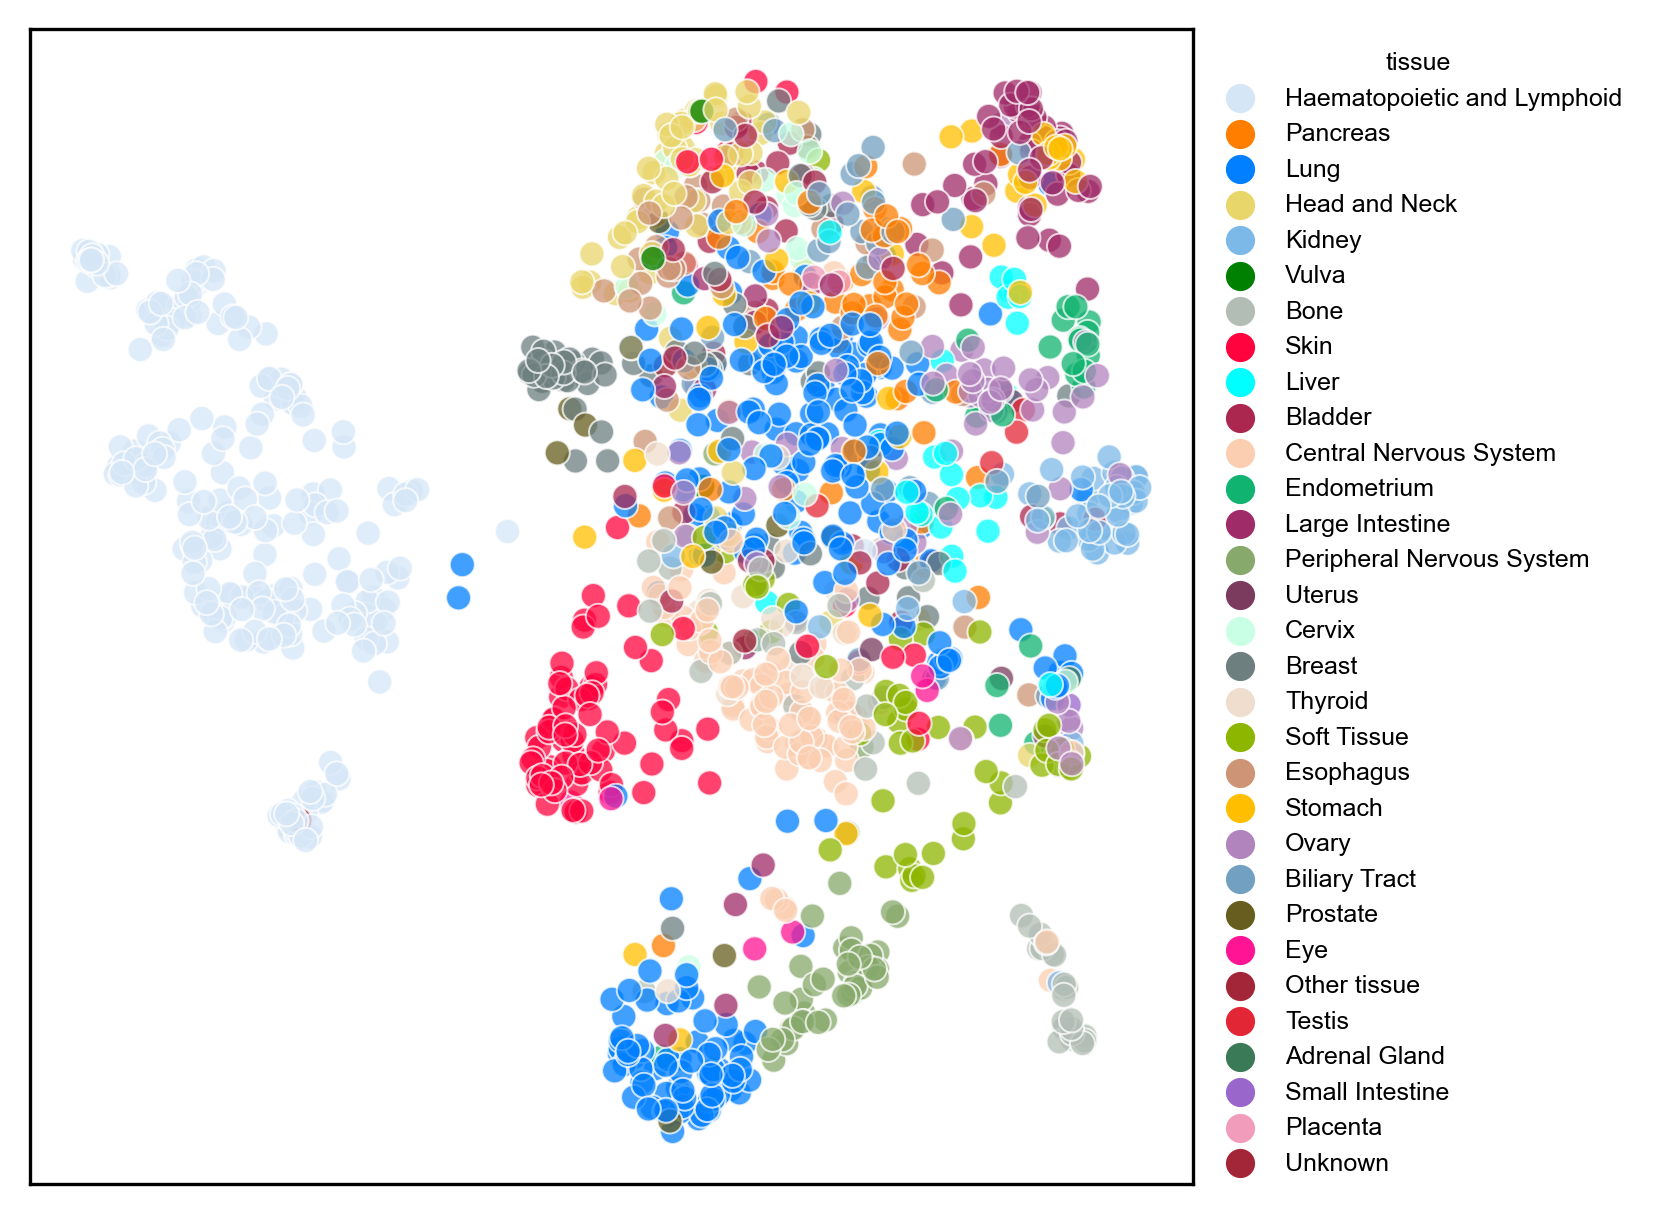 tissue
Haematopoietic and Lymphoid
Pancreas
Lung
Head and Neck
Kidney
Vulva
Bone
Skin
Liver
Bladder
Central Nervous System
Endometrium
Large Intestine
Peripheral Nervous System
Uterus
Cervix
Breast
Thyroid
Soft Tissue
Esophagus
Stomach
Ovary
Biliary Tract
Prostate
Eye
Other tissue
Testis
Adrenal Gland
Small Intestine
Placenta
Unknown